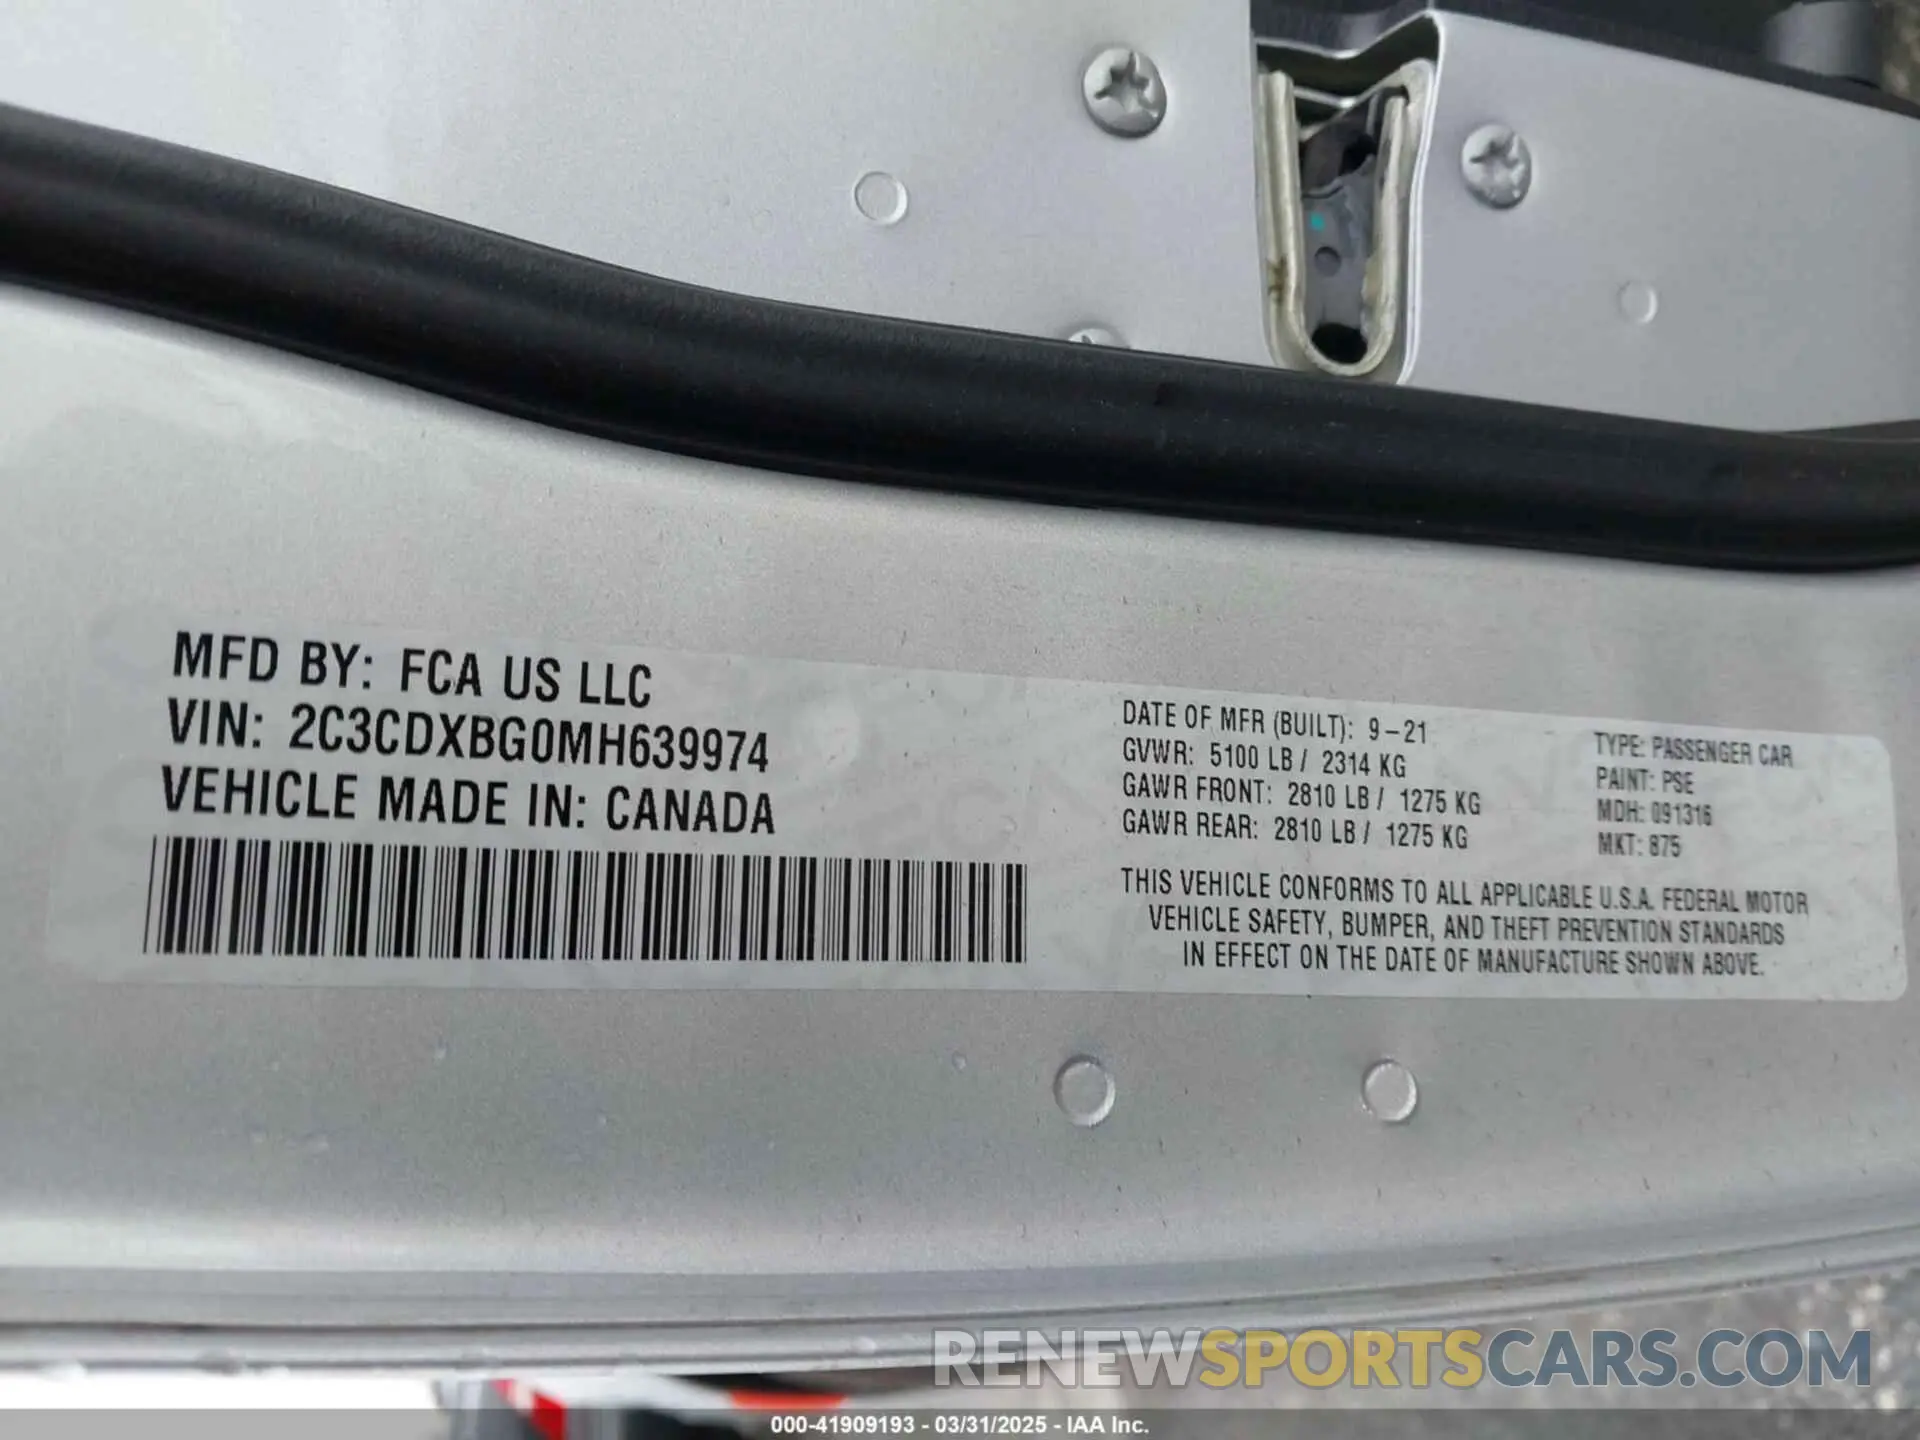 MFD BY: FCA US LLC
VIN: 2C3CDXBG0MH639974
VEHICLE MADE IN: CANADA
DATE OF MFR (BUILT): 9-21
GVWR: 5100 LB / 2314 KG
GAWR FRONT: 2810 LB / 1275 KG
GAWR REAR: 2810 LB / 1275 KG
TYPE: PASSENGER CAR
PAINT: PSE
MDH: 091316
MKT: 875
THIS VEHICLE CONFORMS TO ALL APPLICABLE U.S.A. FEDERAL MOTOR
VEHICLE SAFETY, BUMPER, AND THEFT PREVENTION STANDARDS
IN EFFECT ON THE DATE OF MANUFACTURE SHOWN ABOVE.
RENEWSPORTSCARS.COM
000-41909193 - 03/31/2025 - IAA Inc.